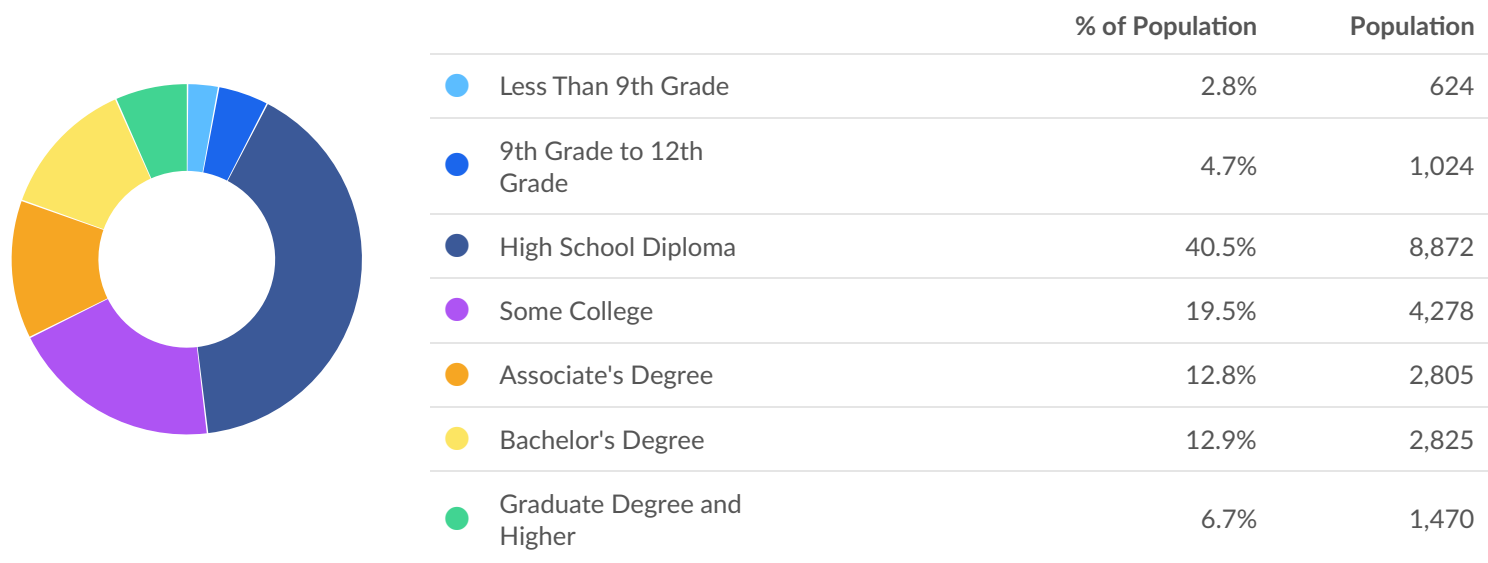 % of Population Population
Less Than 9th Grade 2.8% 624
9th Grade to 12th
Grade 4.7% 1,024
High School Diploma 40.5% 8,872
Some College 19.5% 4,278
Associate's Degree 12.8% 2,805
Bachelor's Degree 12.9% 2,825
Graduate Degree and
Higher 6.7% 1,470